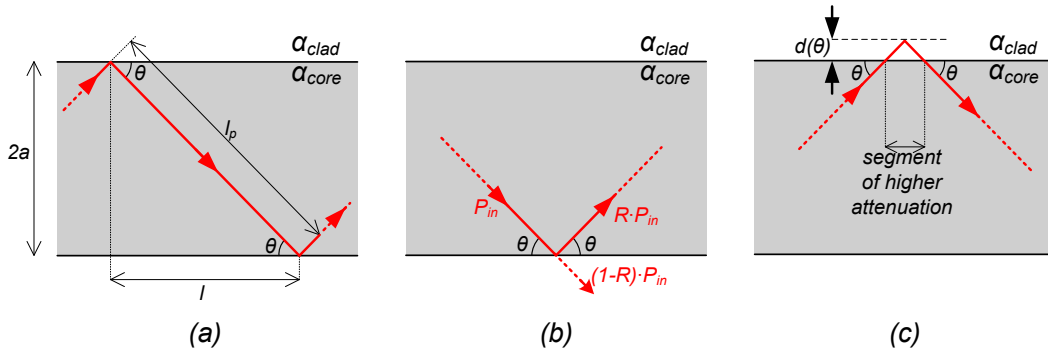 α_clad
α_core
θ
l_p
2a
θ
l
(a)
α_clad
α_core
P_in
R·P_in
θ
θ
(1-R)·P_in
(b)
d(θ)
α_clad
α_core
θ
θ
segment
of higher
attenuation
(c)